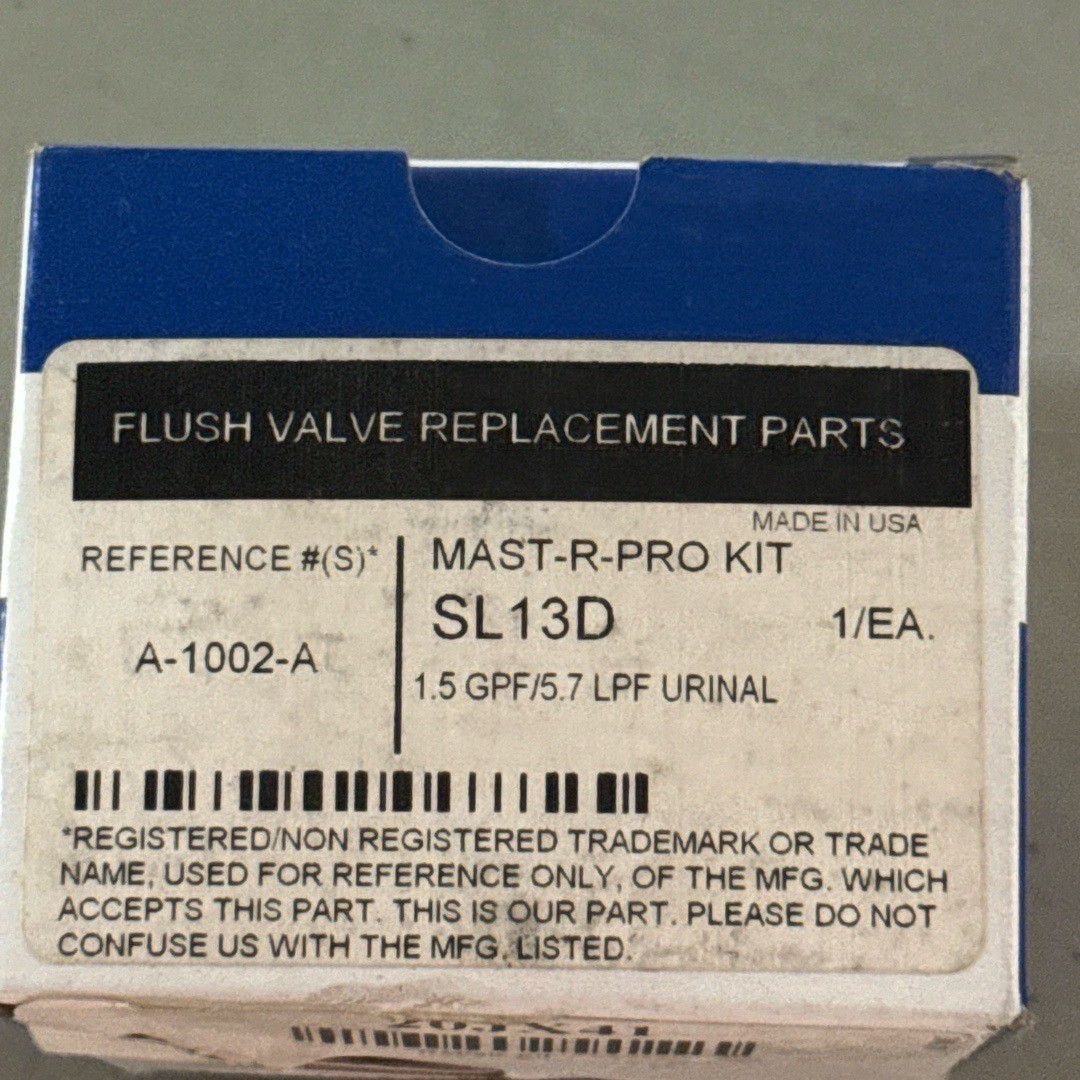 FLUSH VALVE REPLACEMENT PARTS
MADE IN USA
REFERENCE #(S)*
A-1002-A
MAST-R-PRO KIT
SL13D 1/EA.
1.5 GPF/5.7 LPF URINAL
*REGISTERED/NON REGISTERED TRADEMARK OR TRADE
NAME, USED FOR REFERENCE ONLY, OF THE MFG. WHICH
ACCEPTS THIS PART. THIS IS OUR PART. PLEASE DO NOT
CONFUSE US WITH THE MFG. LISTED.